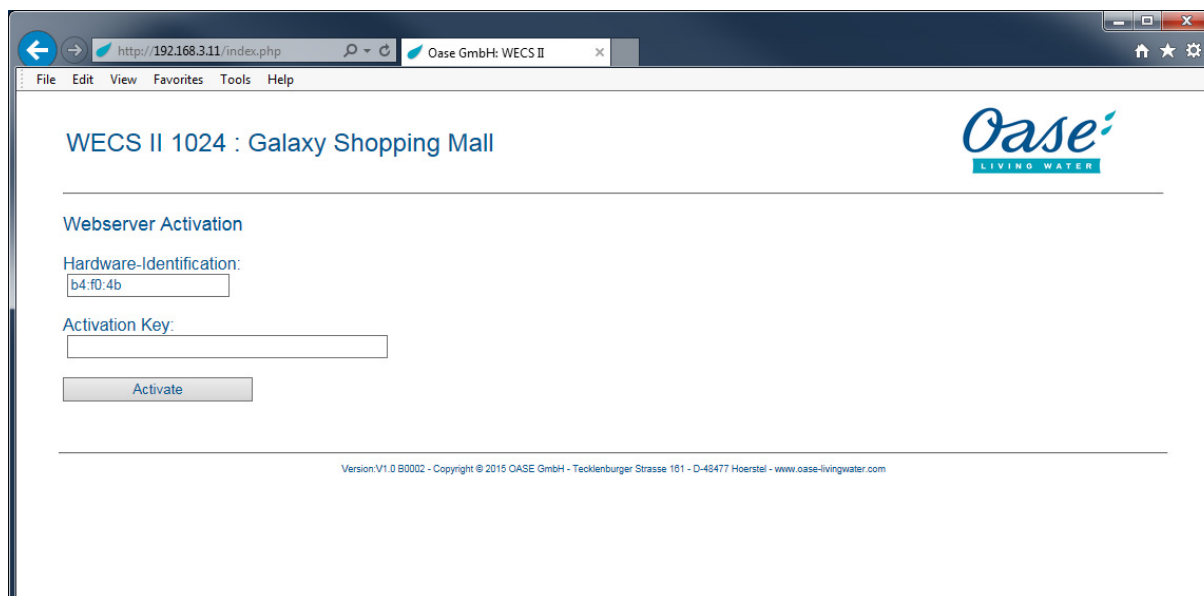 http://192.168.3.11/index.php
Oase GmbH: WECS II
File Edit View Favorites Tools Help
WECS II 1024 : Galaxy Shopping Mall
Oase
LIVING WATER
Webserver Activation
Hardware-Identification:
b4:f0:4b
Activation Key:
Activate
Version:V1.0 B0002 - Copyright © 2015 OASE GmbH - Tecklenburger Strasse 161 - D-48477 Hoerstel - www.oase-livingwater.com